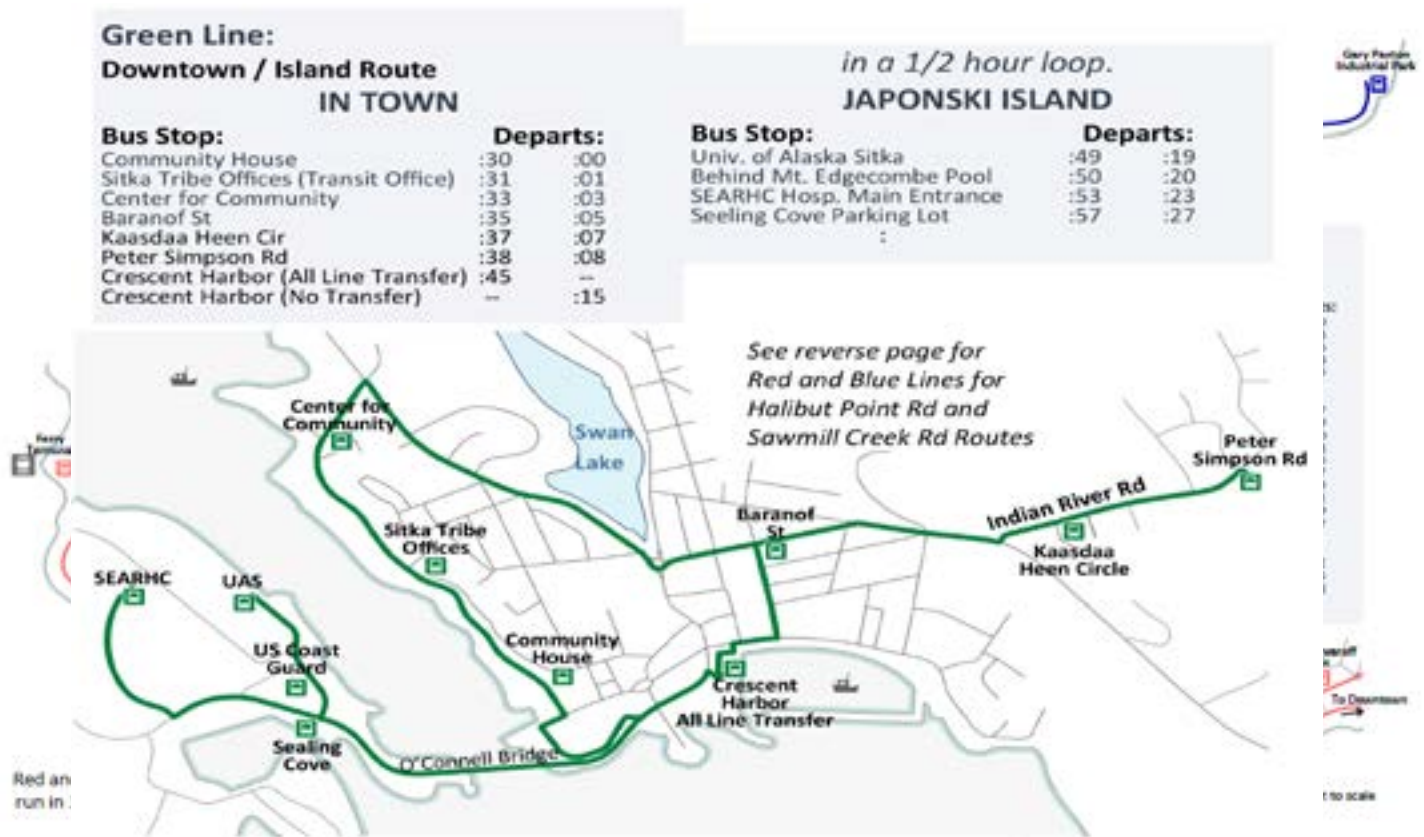 Green Line:
Downtown / Island Route
IN TOWN
Bus Stop: Departs:
Community House :30 :00
Sitka Tribe Offices (Transit Office) :31 :01
Center for Community :33 :03
Baranof St :35 :05
Kaasdaa Heen Cir :37 :07
Peter Simpson Rd :38 :08
Crescent Harbor (All Line Transfer) :45 --
Crescent Harbor (No Transfer) -- :15
in a 1/2 hour loop.
JAPONSKI ISLAND
Bus Stop: Departs:
Univ. of Alaska Sitka :49 :19
Behind Mt. Edgecombe Pool :50 :20
SEARHC Hosp. Main Entrance :53 :23
Seeling Cove Parking Lot :57 :27
:
Gary Paxton
Industrial Park
See reverse page for
Red and Blue Lines for
Halibut Point Rd and
Sawmill Creek Rd Routes
Center for
Community
Swan
Lake
Ferry
Peter
Simpson Rd
Indian River Rd
Baranof
St
Sitka Tribe
Offices
Kaasdaa
Heen Circle
SEARHC
UAS
US Coast
Guard
Community
House
Crescent
Harbor
All Line Transfer
To Downtown
Sealing
Cove
O'Connell Bridge
Red an
run in
to scale